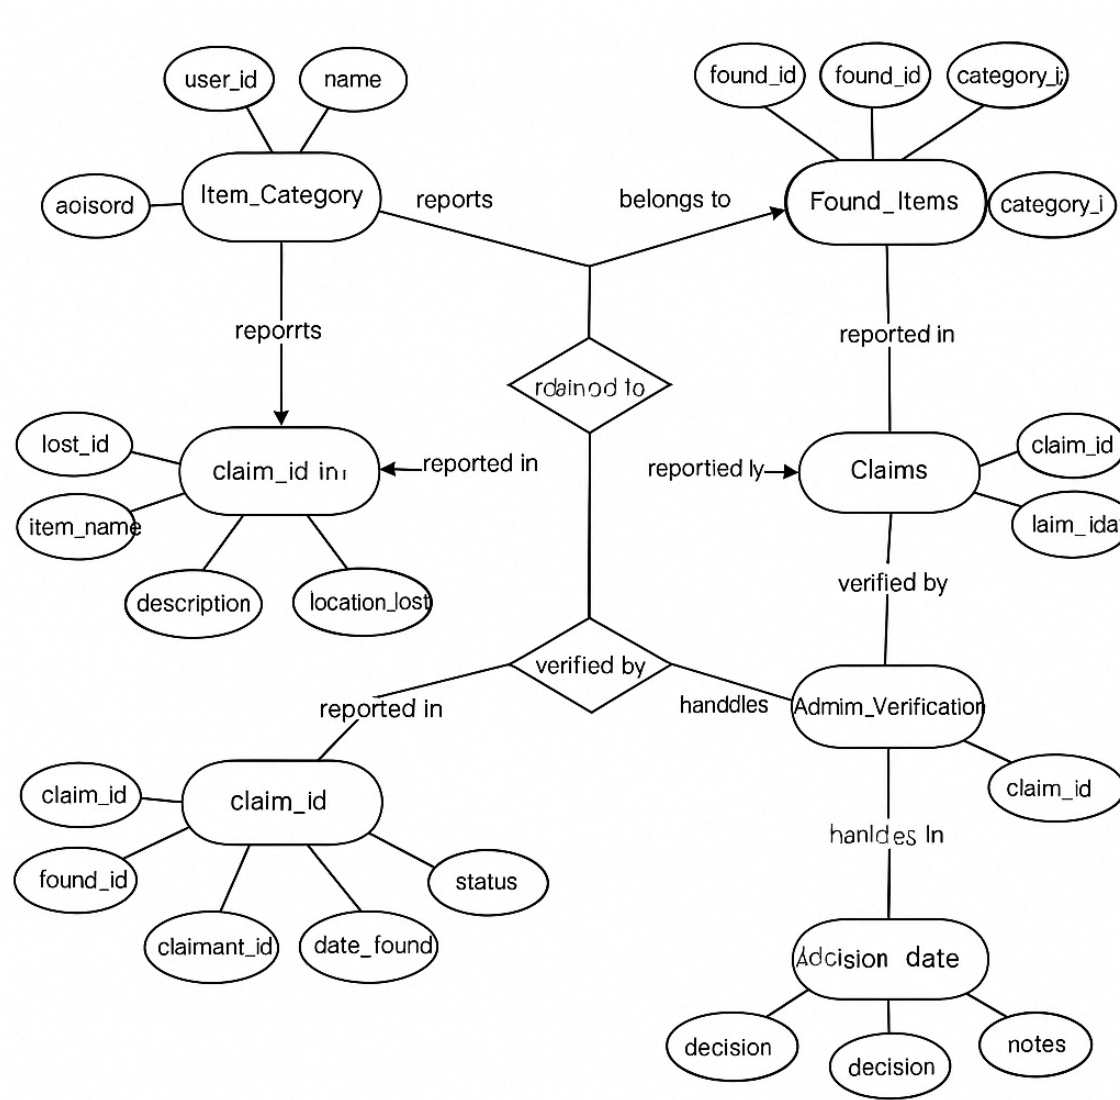 user_id
name
found_id
found_id
category_i
aoisord
Item_Category
reports
belongs to
Found_Items
category_i
reporrts
reported in
lost_id
claim_id
claim_id in
reported in
reportied ly
Claims
item_name
laim_ida
description
location_lost
verified by
verified by
reported in
handdles
Admim_Verification
claim_id
claim_id
claim_id
hanldes In
found_id
status
claimant_id
date_found
Adcision date
decision
decision
notes